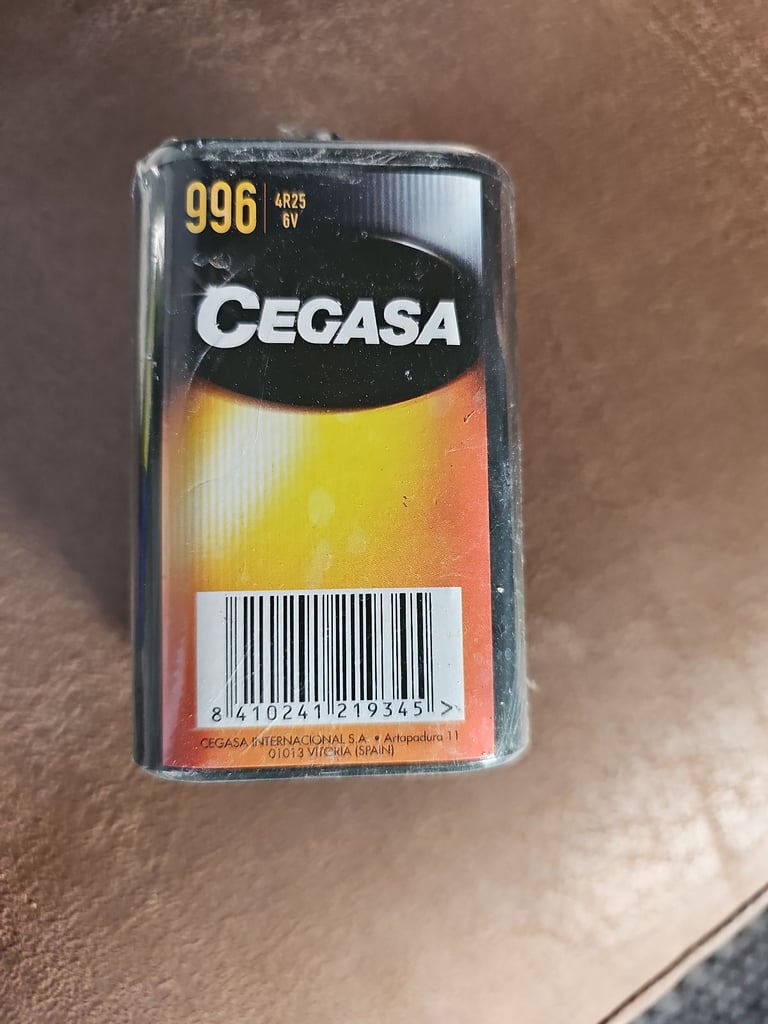 996 4R25
6V
CEGASA
8 410241 219345 >
CEGASA INTERNACIONAL S.A. • Artapadura 11
01013 VITORIA (SPAIN)